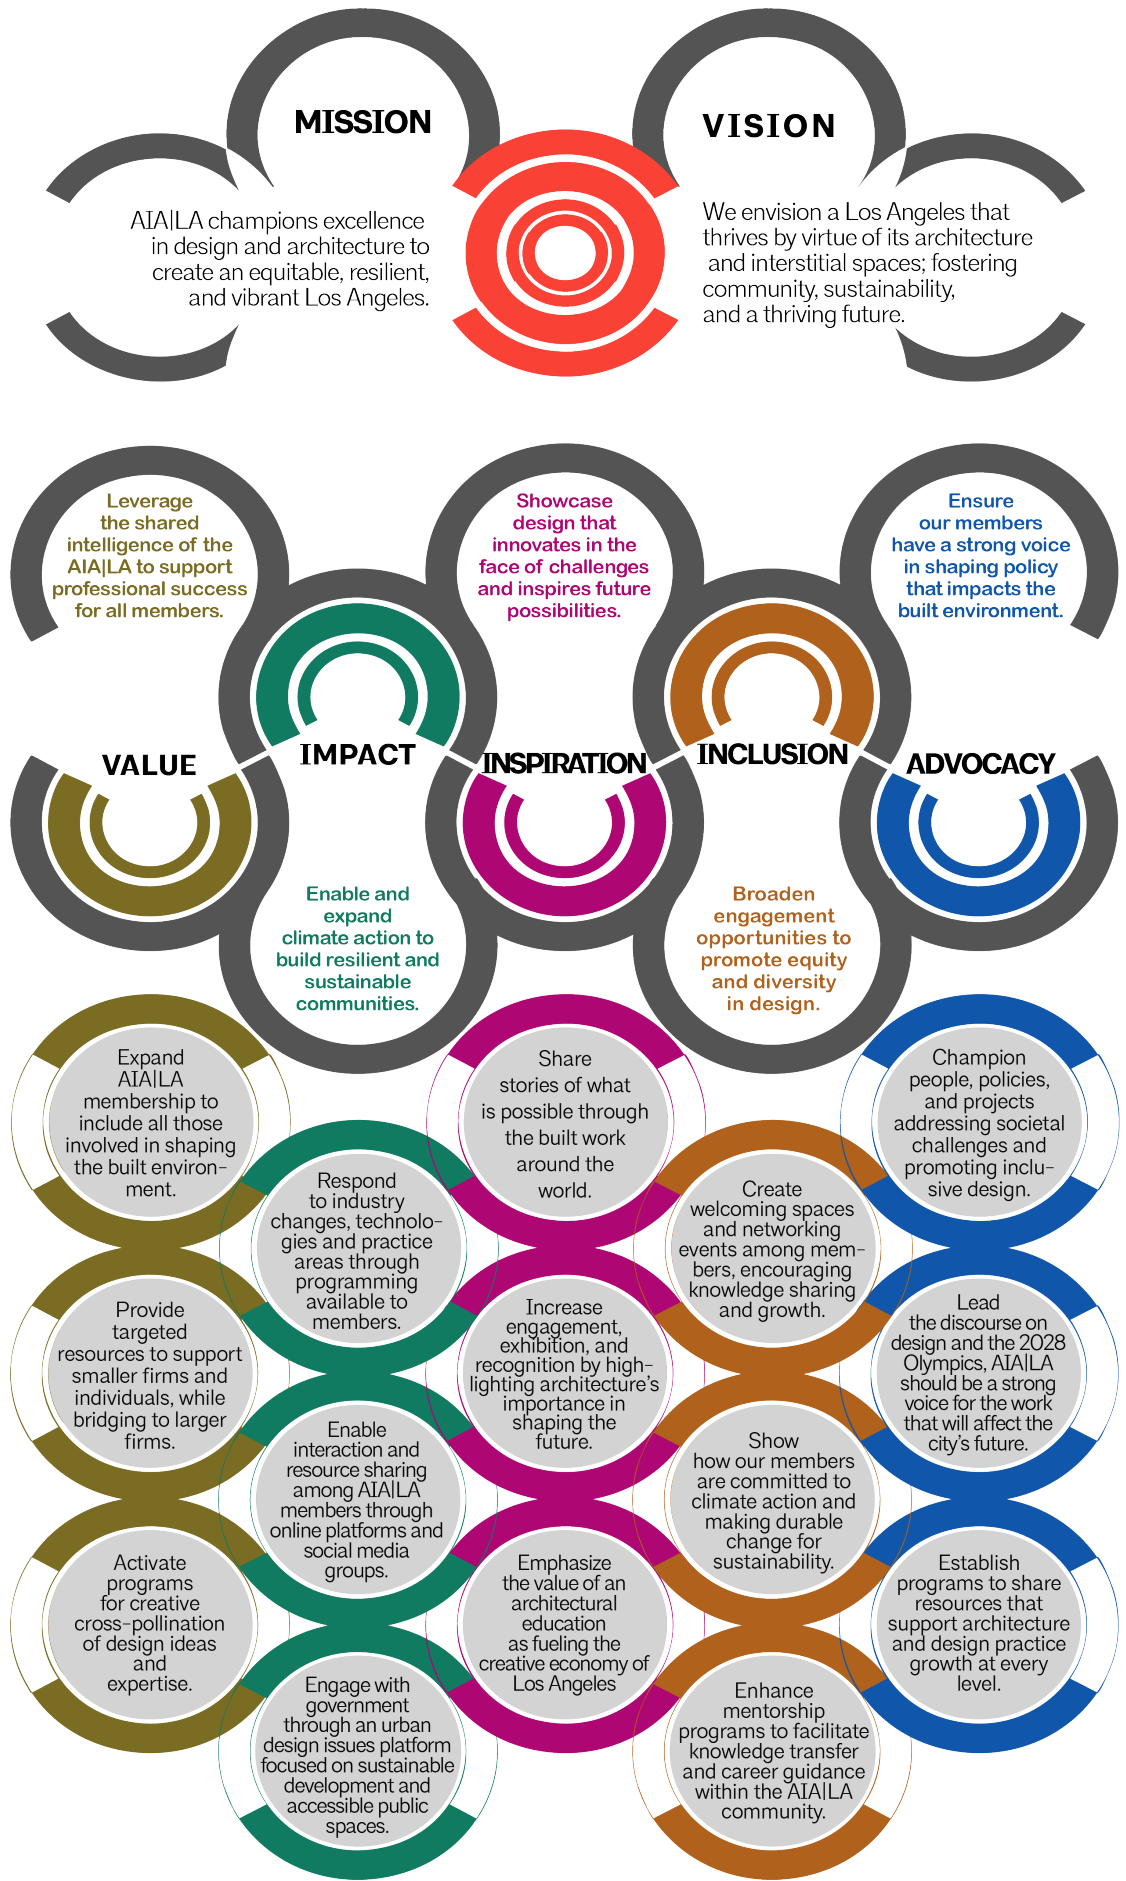 MISSION
AIA|LA champions excellence
in design and architecture to
create an equitable, resilient,
and vibrant Los Angeles.
VISION
We envision a Los Angeles that
thrives by virtue of its architecture
and interstitial spaces; fostering
community, sustainability,
and a thriving future.
Leverage
the shared
intelligence of the
AIA|LA to support
professional success
for all members.
Showcase
design that
innovates in the
face of challenges
and inspires future
possibilities.
Ensure
our members
have a strong voice
in shaping policy
that impacts the
built environment.
VALUE
IMPACT
INSPIRATION
INCLUSION
ADVOCACY
Enable and
expand
climate action to
build resilient and
sustainable
communities.
Broaden
engagement
opportunities to
promote equity
and diversity
in design.
Expand
AIA|LA
membership to
include all those
involved in shaping
the built environ-
ment.
Share
stories of what
is possible through
the built work
around the
world.
Champion
people, policies,
and projects
addressing societal
challenges and
promoting inclu-
sive design.
Respond
to industry
changes, technolo-
gies and practice
areas through
programming
available to
members.
Create
welcoming spaces
and networking
events among mem-
bers, encouraging
knowledge sharing
and growth.
Provide
targeted
resources to support
smaller firms and
individuals, while
bridging to larger
firms.
Increase
engagement,
exhibition, and
recognition by high-
lighting architecture's
importance in
shaping the
future.
Lead
the discourse on
design and the 2028
Olympics, AIA|LA
should be a strong
voice for the work
that will affect the
city's future.
Enable
interaction and
resource sharing
among AIA|LA
members through
online platforms and
social media
groups.
Show
how our members
are committed to
climate action and
making durable
change for
sustainability.
Activate
programs
for creative
cross-pollination
of design ideas
and
expertise.
Emphasize
the value of an
architectural
education
as fueling the
creative economy of
Los Angeles
Establish
programs to share
resources that
support architecture
and design practice
growth at every
level.
Engage with
government
through an urban
design issues platform
focused on sustainable
development and
accessible public
spaces.
Enhance
mentorship
programs to facilitate
knowledge transfer
and career guidance
within the AIA|LA
community.